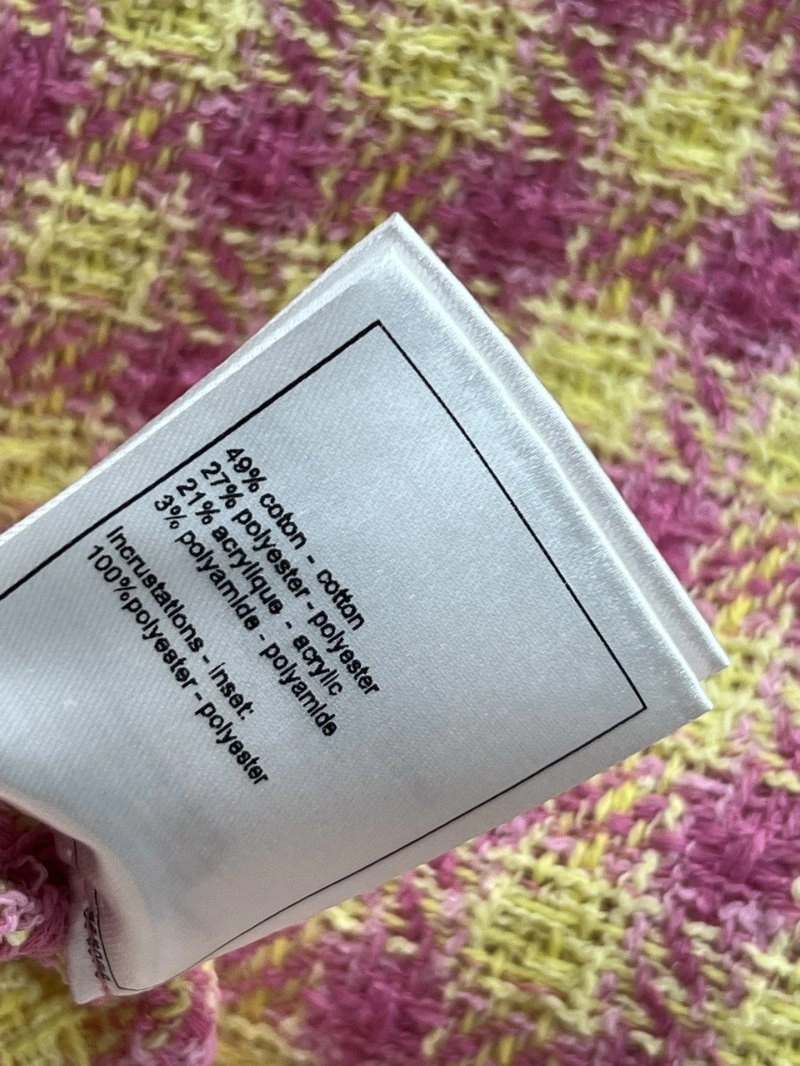 49% coton - cotton
27% polyester - polyester
21% acrylique - acrylic
3% polyamide - polyamide
Incrustations - inset:
100%polyester - polyester